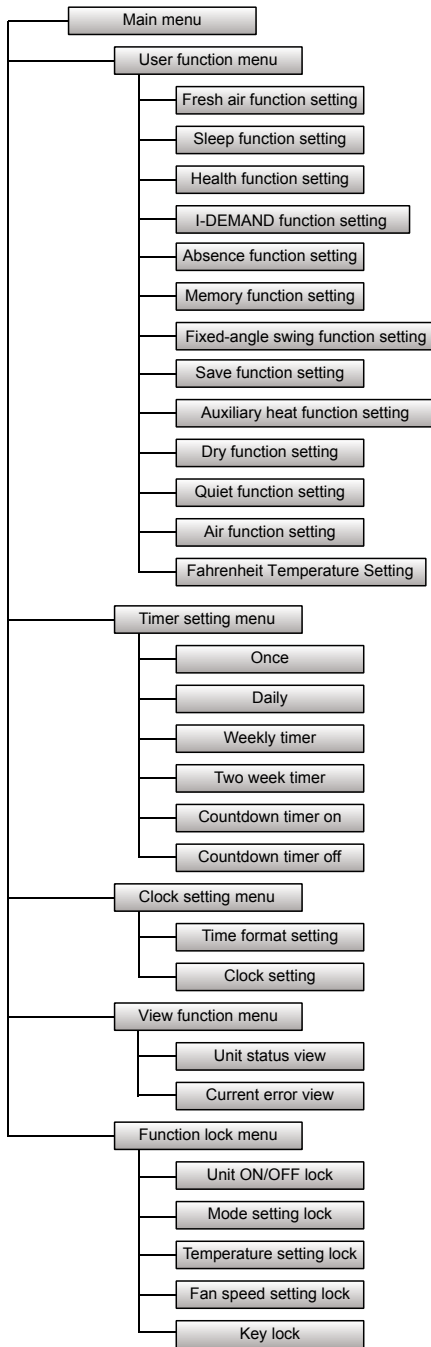 Main menu
User function menu
Fresh air function setting
Sleep function setting
Health function setting
I-DEMAND function setting
Absence function setting
Memory function setting
Fixed-angle swing function setting
Save function setting
Auxiliary heat function setting
Dry function setting
Quiet function setting
Air function setting
Fahrenheit Temperature Setting
Timer setting menu
Once
Daily
Weekly timer
Two week timer
Countdown timer on
Countdown timer off
Clock setting menu
Time format setting
Clock setting
View function menu
Unit status view
Current error view
Function lock menu
Unit ON/OFF lock
Mode setting lock
Temperature setting lock
Fan speed setting lock
Key lock